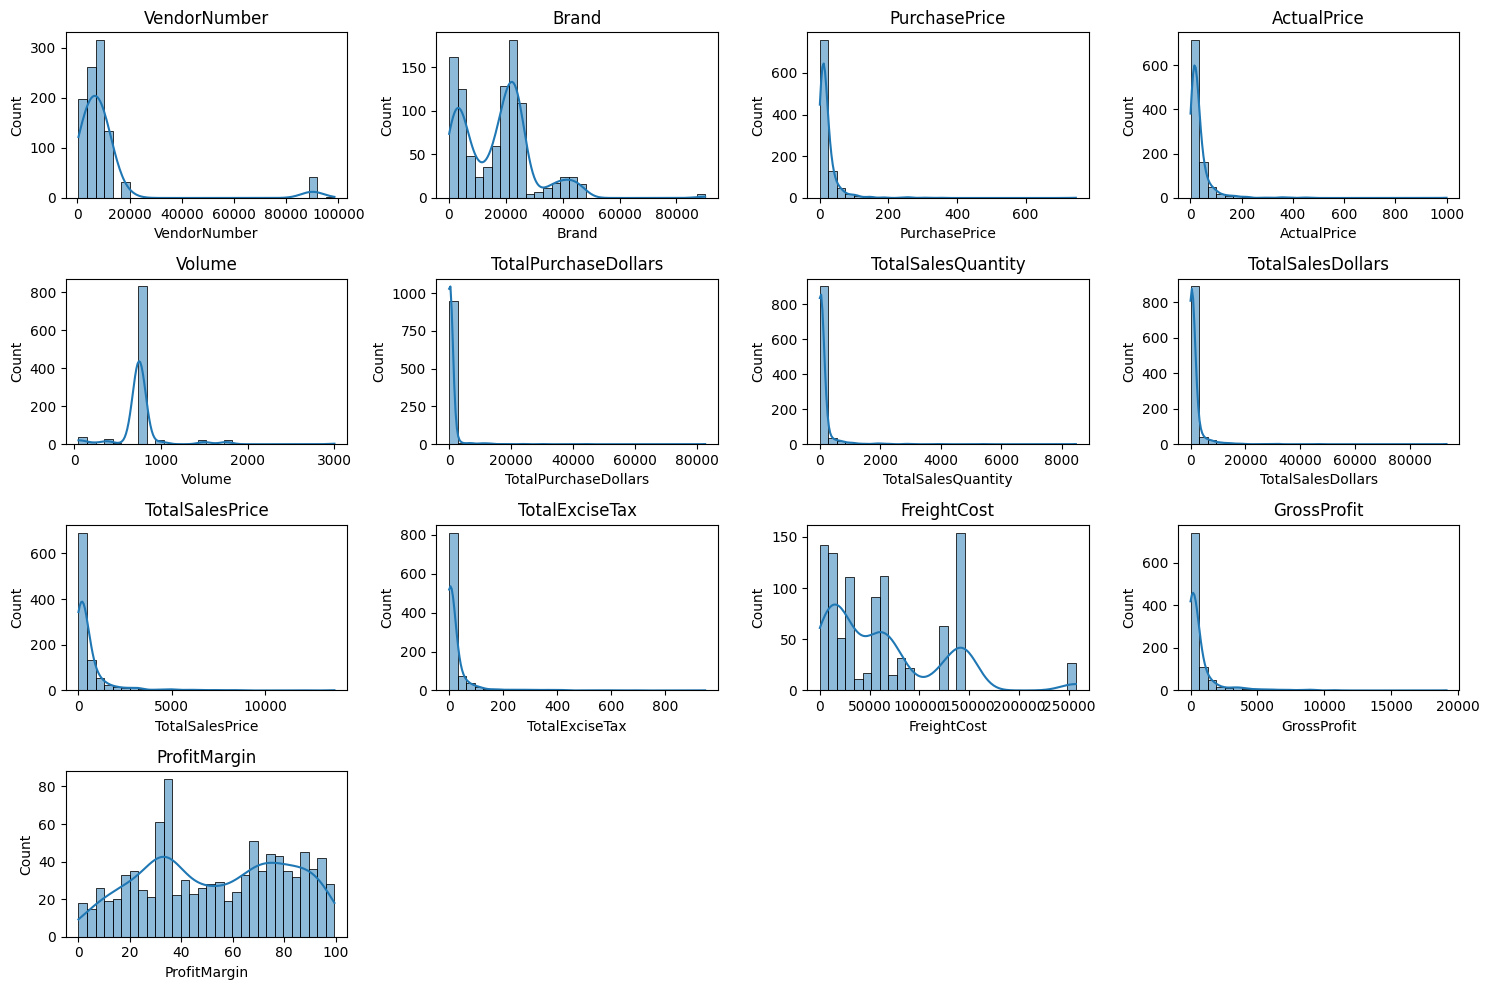 VendorNumber
Count
300
200
100
0
0 20000 40000 60000 80000 100000
VendorNumber
Brand
Count
150
100
50
0
0 20000 40000 60000 80000
Brand
PurchasePrice
Count
600
400
200
0
0 200 400 600
PurchasePrice
ActualPrice
Count
600
400
200
0
0 200 400 600 800 1000
ActualPrice
Volume
Count
800
600
400
200
0
0 1000 2000 3000
Volume
TotalPurchaseDollars
Count
1000
750
500
250
0
0 20000 40000 60000 80000
TotalPurchaseDollars
TotalSalesQuantity
Count
800
600
400
200
0
0 2000 4000 6000 8000
TotalSalesQuantity
TotalSalesDollars
Count
800
600
400
200
0
0 20000 40000 60000 80000
TotalSalesDollars
TotalSalesPrice
Count
600
400
200
0
0 5000 10000
TotalSalesPrice
TotalExciseTax
Count
800
600
400
200
0
0 200 400 600 800
TotalExciseTax
FreightCost
Count
150
100
50
0
0 50000 100000 150000 200000 250000
FreightCost
GrossProfit
Count
600
400
200
0
0 5000 10000 15000 20000
GrossProfit
ProfitMargin
Count
80
60
40
20
0
0 20 40 60 80 100
ProfitMargin